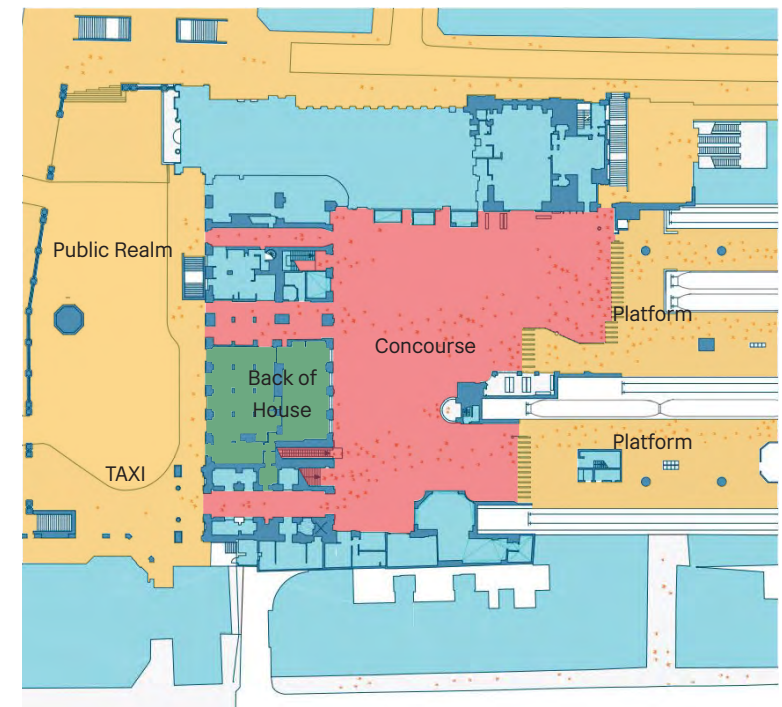 Public Realm
Platform
Concourse
Back of
House
Platform
TAXI